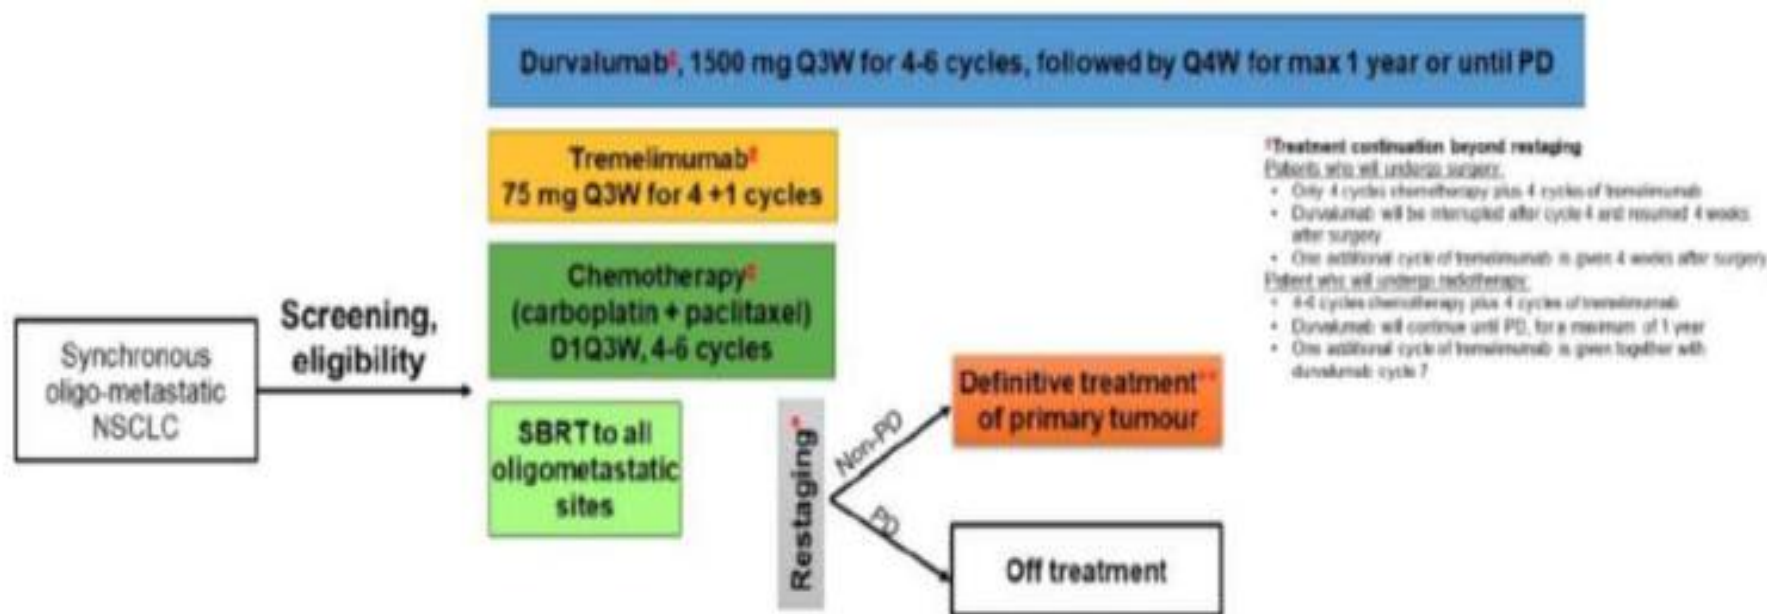 Durvalumab‡, 1500 mg Q3W for 4-6 cycles, followed by Q4W for max 1 year or until PD
Tremelimumab‡
75 mg Q3W for 4 +1 cycles
Chemotherapy‡
(carboplatin + paclitaxel)
D1Q3W, 4-6 cycles
Screening,
eligibility
Synchronous
oligo-metastatic
NSCLC
SBRT to all
oligometastatic
sites
Restaging*
Non-PD
PD
Definitive treatment**
of primary tumour
Off treatment
‡Treatment continuation beyond restaging
Patients who will undergo surgery:
• Only 4 cycles chemotherapy plus 4 cycles of tremelimumab
• Durvalumab will be interrupted after cycle 4 and resumed 4 weeks
after surgery
• One additional cycle of tremelimumab is given 4 weeks after surgery
Patient who will undergo radiotherapy:
• 4-6 cycles chemotherapy plus 4 cycles of tremelimumab
• Durvalumab will continue until PD, for a maximum of 1 year
• One additional cycle of tremelimumab is given together with
durvalumab cycle 7